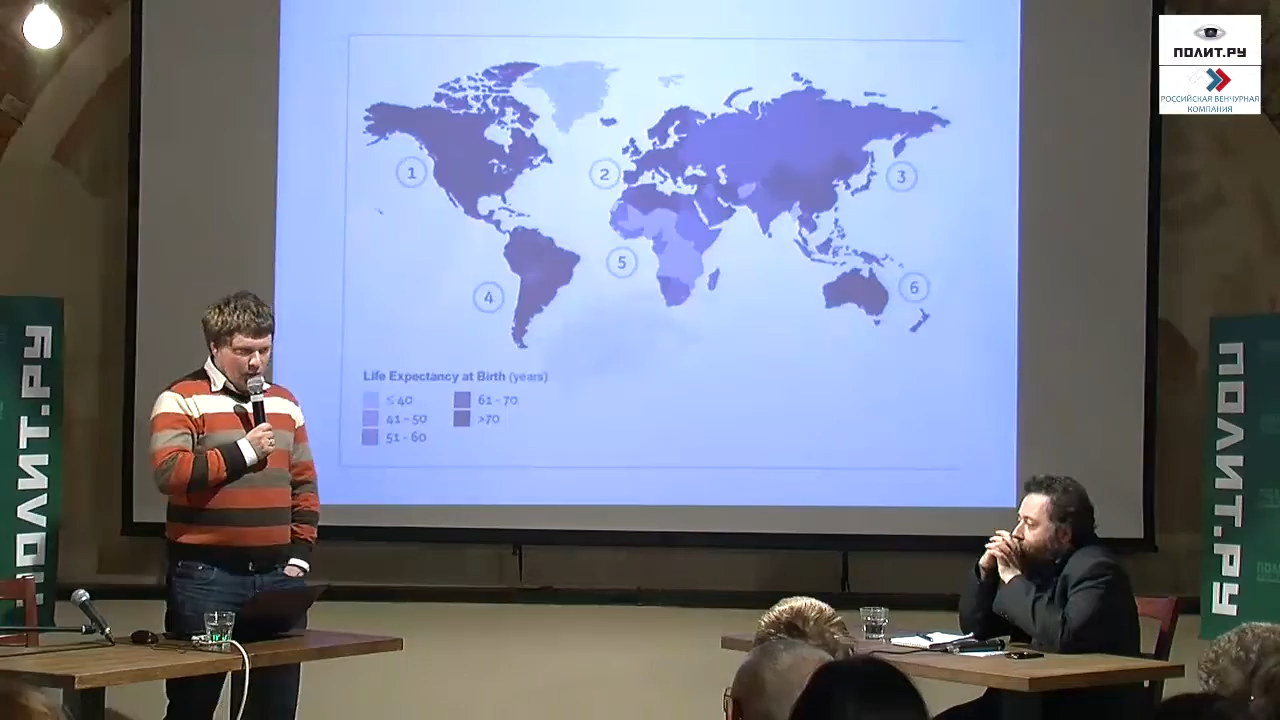 ПОЛИТ.РУ
РОССИЙСКАЯ ВЕНЧУРНАЯ
КОМПАНИЯ
1
2
3
4
5
6
Life Expectancy at Birth (years)
≤40
41 - 50
51 - 60
61 - 70
>70
ПОЛИТ.РУ
ПОЛИТ.РУ